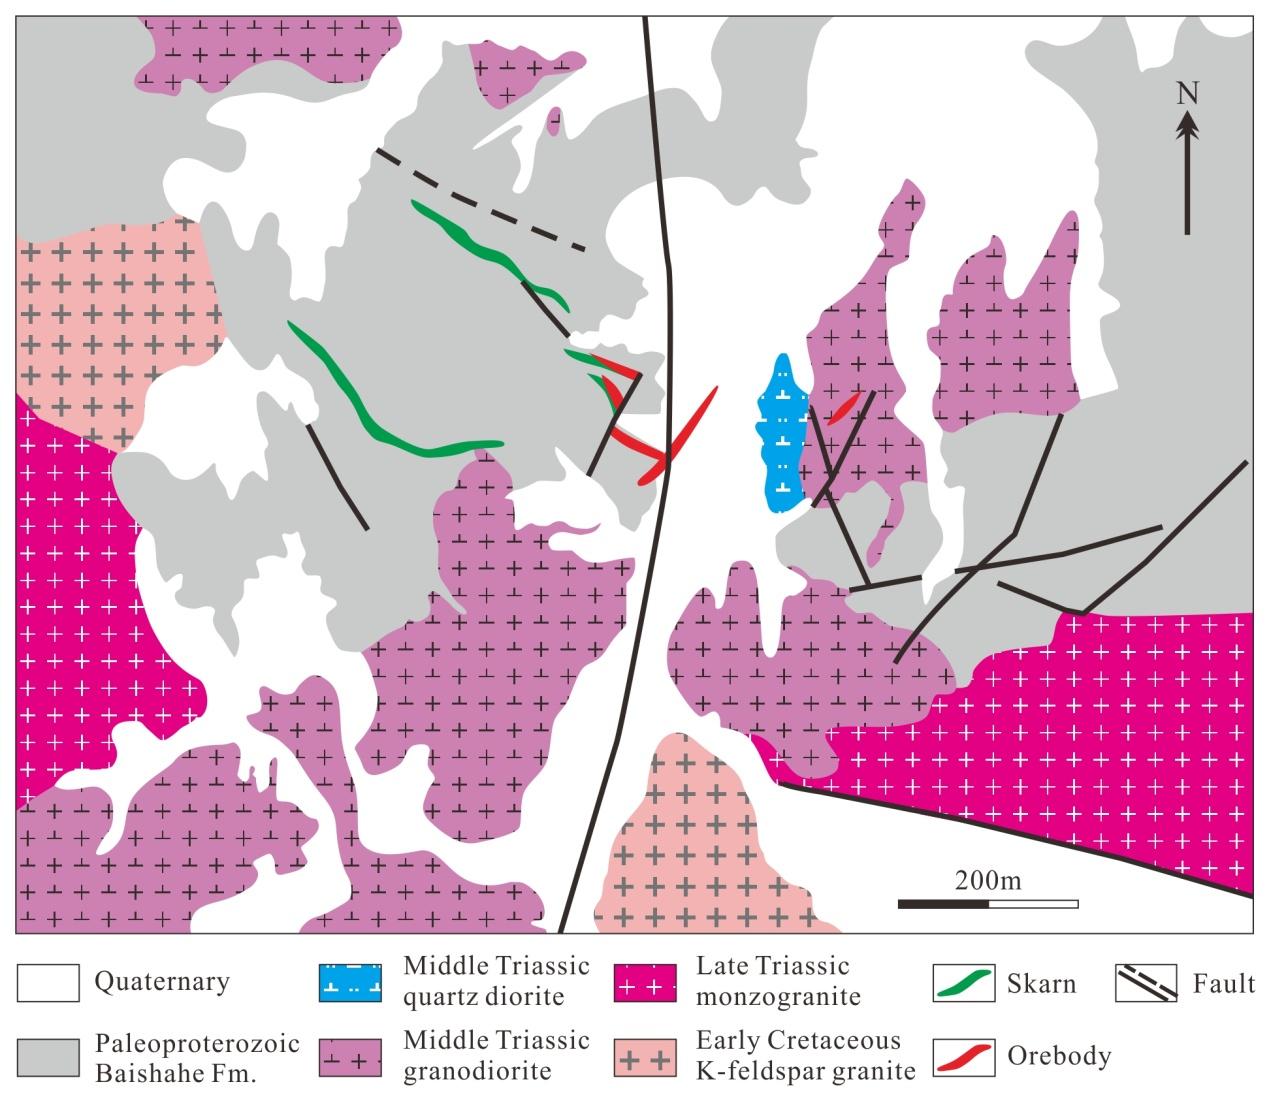 N
200m
Quaternary
Middle Triassic
quartz diorite
Late Triassic
monzogranite
Skarn
Fault
Paleoproterozoic
Baishahe Fm.
Middle Triassic
granodiorite
Early Cretaceous
K-feldspar granite
Orebody